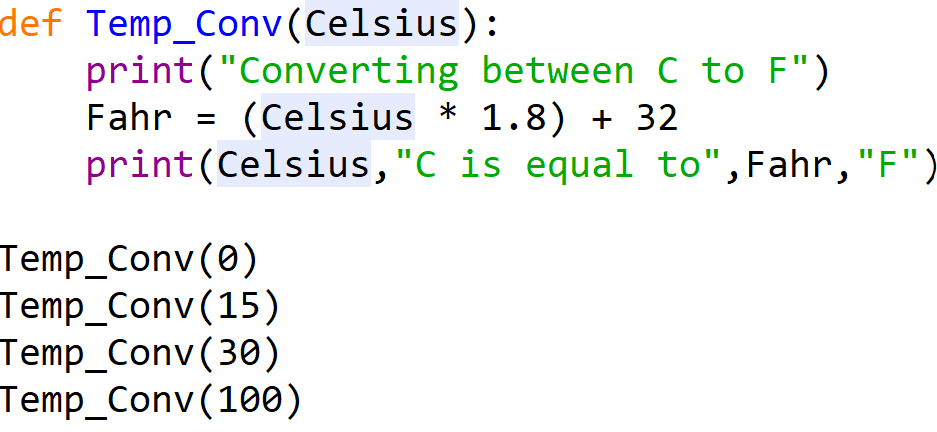 def Temp_Conv(Celsius):
    print("Converting between C to F")
    Fahr = (Celsius * 1.8) + 32
    print(Celsius,"C is equal to",Fahr,"F")
Temp_Conv(0)
Temp_Conv(15)
Temp_Conv(30)
Temp_Conv(100)